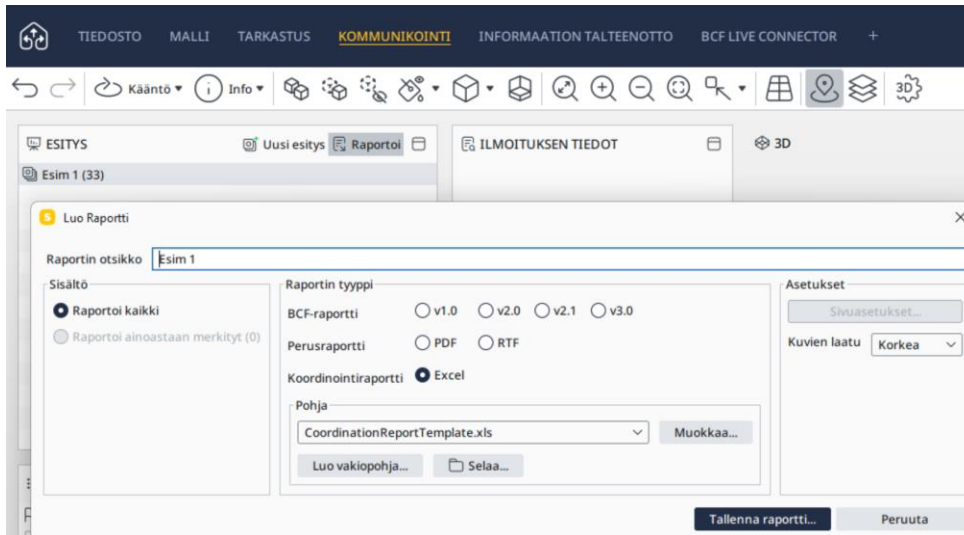 TIEDOSTO MALLI TARKASTUS KOMMUNIKOINTI INFORMAATION TALTEENOTTO BCF LIVE CONNECTOR +
Kääntö Info 3D
ESITYS Uusi esitys Raportoi ILMOITUKSEN TIEDOT 3D
Esim 1 (33)
S Luo Raportti
Raportin otsikko Esim 1
Sisältö Raportin tyyppi Asetukset
Raportoi kaikki BCF-raportti v1.0 v2.0 v2.1 v3.0 Sivuasetukset...
Raportoi ainoastaan merkityt (0) Perusraportti PDF RTF Kuvien laatu Korkea
Koordinointiraportti Excel
Pohja
CoordinationReportTemplate.xls Muokkaa...
Luo vakiopohja... Selaa...
Tallenna raportti... Peruuta